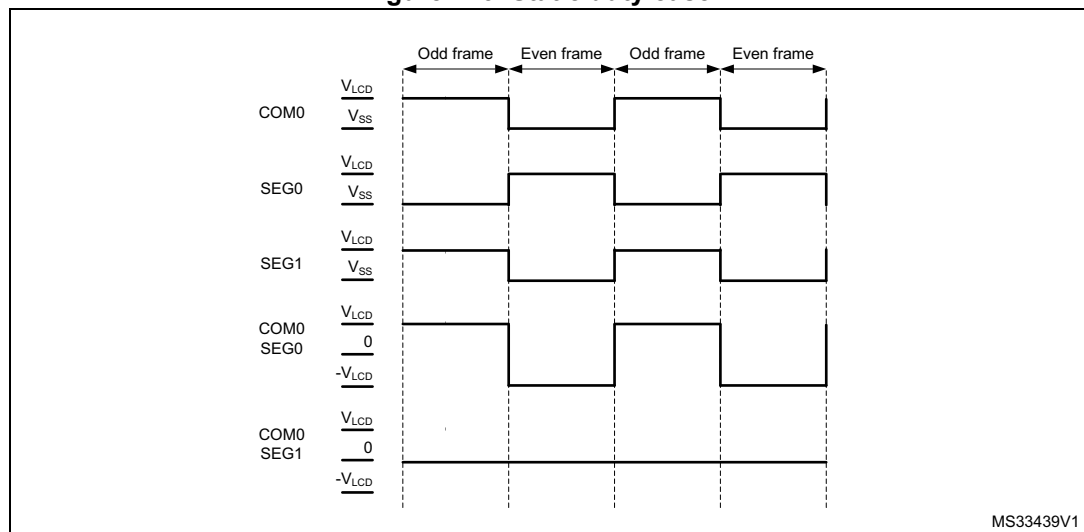 Odd frame Even frame Odd frame Even frame
VLCD
COM0
VSS
VLCD
SEG0
VSS
VLCD
SEG1
VSS
VLCD
COM0
SEG0
0
-VLCD
VLCD
COM0
SEG1
0
-VLCD
MS33439V1